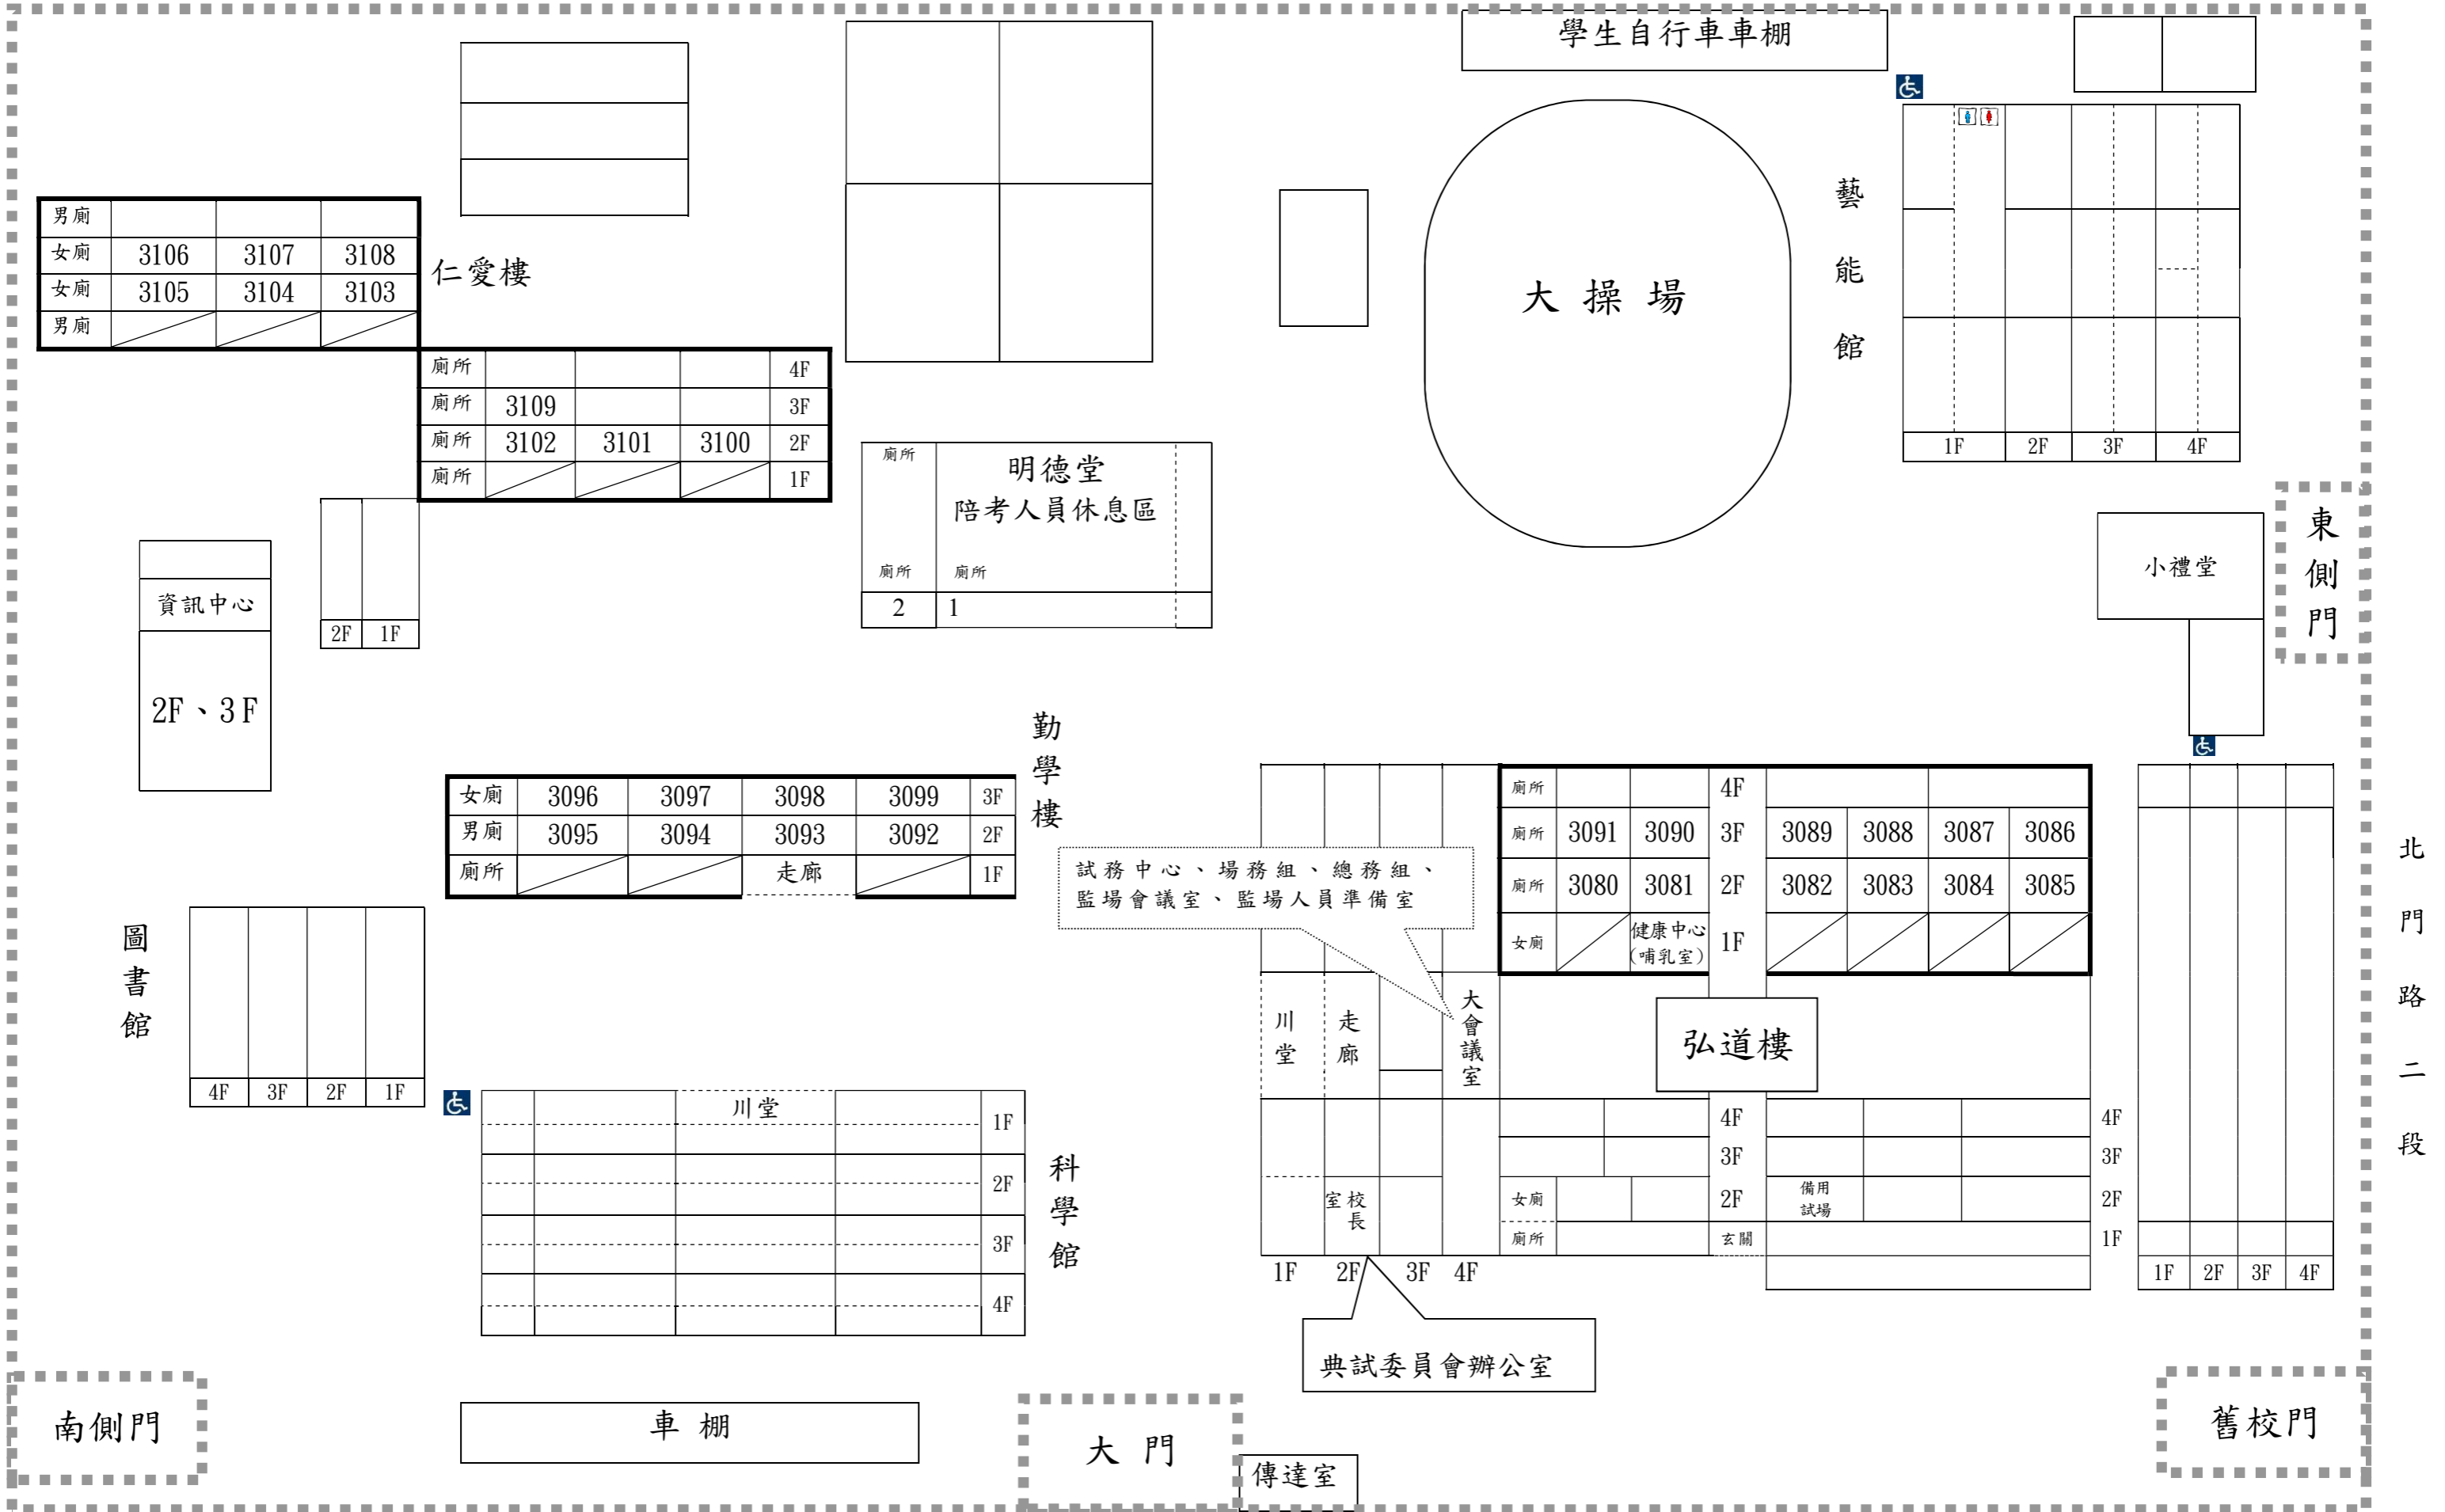 學生自行車車棚
男廁
女廁 3106 3107 3108
女廁 3105 3104 3103
男廁
仁愛樓
廁所 4F
廁所 3109 3F
廁所 3102 3101 3100 2F
廁所 1F
大操場
藝能館
1F 2F 3F 4F
廁所
明德堂
陪考人員休息區
廁所 廁所
2 1
東側門
小禮堂
資訊中心
2F、3F
2F 1F
勤學樓
女廁 3096 3097 3098 3099 3F
男廁 3095 3094 3093 3092 2F
廁所 走廊 1F
廁所 4F
廁所 3091 3090 3F 3089 3088 3087 3086
廁所 3080 3081 2F 3082 3083 3084 3085
女廁 健康中心 1F
(哺乳室)
試務中心、場務組、總務組、
監場會議室、監場人員準備室
北門路二段
圖書館
4F 3F 2F 1F
川堂
走廊
大會議室
弘道樓
川堂 1F
2F
3F
4F
科學館
4F 4F
3F 3F
女廁 2F 備用 2F
試場
廁所 玄關 1F
校長
室
1F 2F 3F 4F
1F 2F 3F 4F
典試委員會辦公室
南側門
車棚
大門
傳達室
舊校門